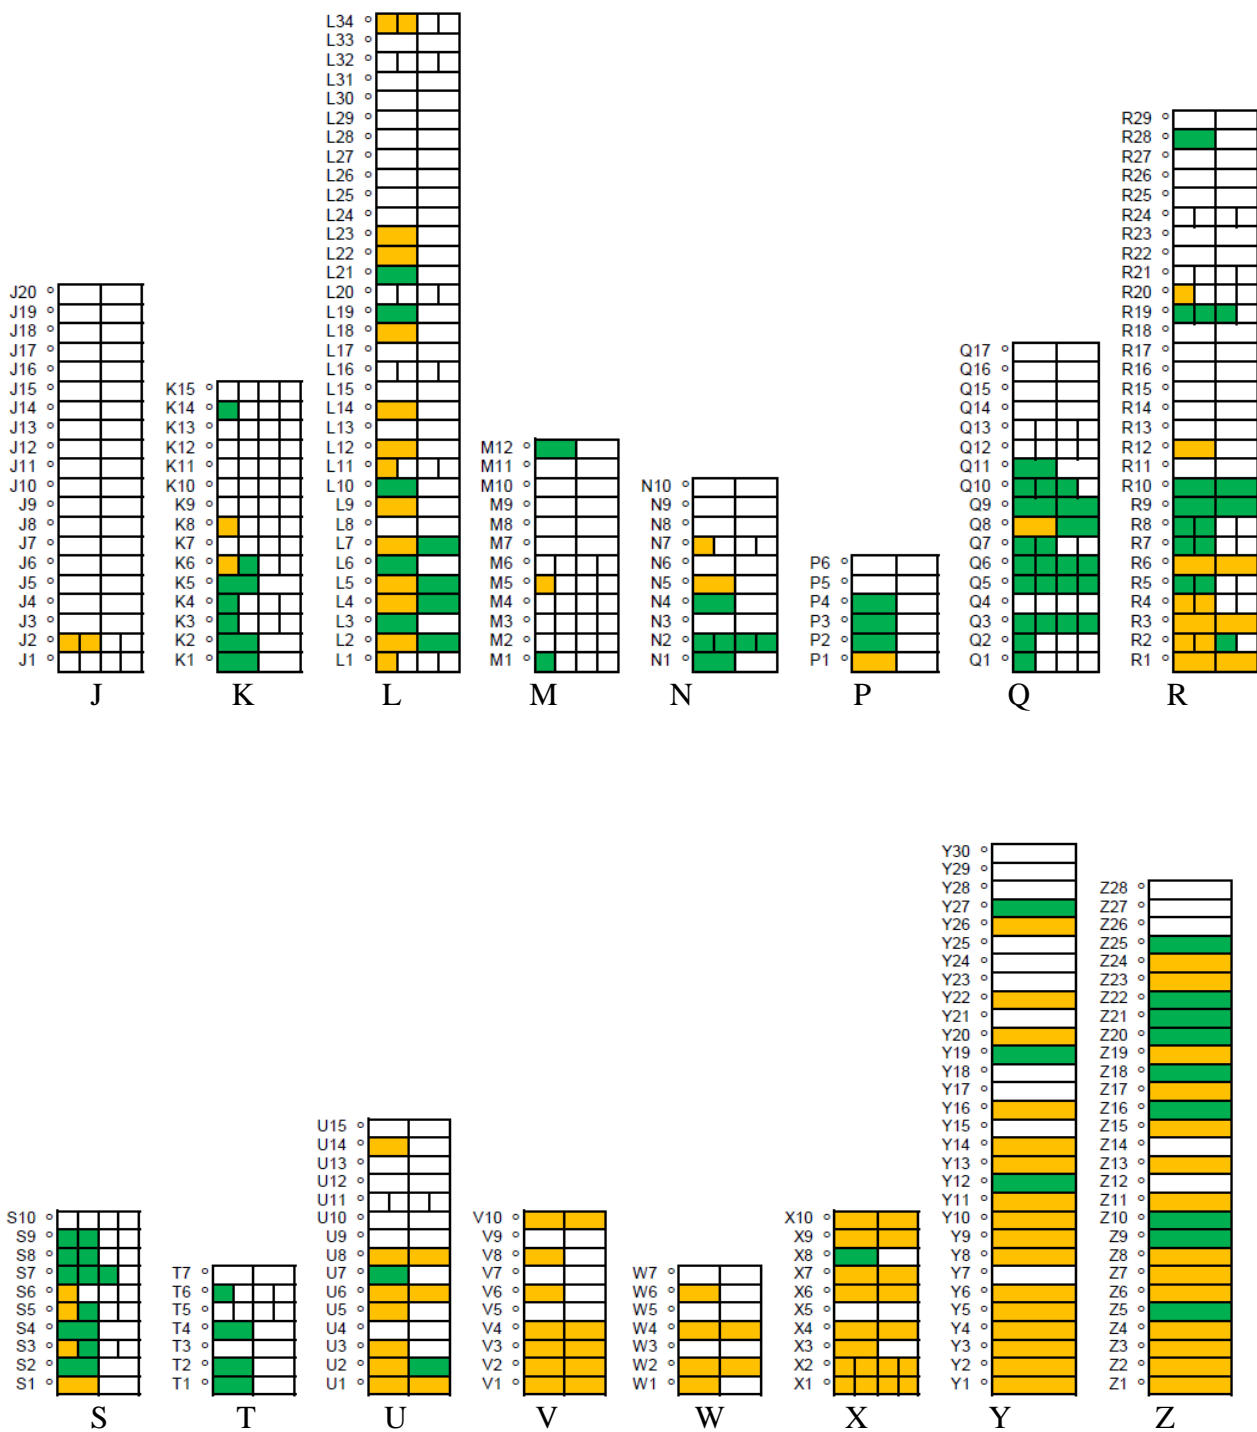 L34
L33
L32
L31
L30
L29
L28
L27
L26
L25
L24
L23
L22
L21
L20
L19
L18
L17
L16
L15
L14
L13
L12
L11
L10
L9
L8
L7
L6
L5
L4
L3
L2
L1
R29
R28
R27
R26
R25
R24
R23
R22
R21
R20
R19
R18
R17
R16
R15
R14
R13
R12
R11
R10
R9
R8
R7
R6
R5
R4
R3
R2
R1
J20
J19
J18
J17
J16
J15
J14
J13
J12
J11
J10
J9
J8
J7
J6
J5
J4
J3
J2
J1
K15
K14
K13
K12
K11
K10
K9
K8
K7
K6
K5
K4
K3
K2
K1
M12
M11
M10
M9
M8
M7
M6
M5
M4
M3
M2
M1
N10
N9
N8
N7
N6
N5
N4
N3
N2
N1
P6
P5
P4
P3
P2
P1
Q17
Q16
Q15
Q14
Q13
Q12
Q11
Q10
Q9
Q8
Q7
Q6
Q5
Q4
Q3
Q2
Q1
J K L M N P Q R
S10
S9
S8
S7
S6
S5
S4
S3
S2
S1
T7
T6
T5
T4
T3
T2
T1
U15
U14
U13
U12
U11
U10
U9
U8
U7
U6
U5
U4
U3
U2
U1
V10
V9
V8
V7
V6
V5
V4
V3
V2
V1
W7
W6
W5
W4
W3
W2
W1
X10
X9
X8
X7
X6
X5
X4
X3
X2
X1
Y30
Y29
Y28
Y27
Y26
Y25
Y24
Y23
Y22
Y21
Y20
Y19
Y18
Y17
Y16
Y15
Y14
Y13
Y12
Y11
Y10
Y9
Y8
Y7
Y6
Y5
Y4
Y3
Y2
Y1
Z28
Z27
Z26
Z25
Z24
Z23
Z22
Z21
Z20
Z19
Z18
Z17
Z16
Z15
Z14
Z13
Z12
Z11
Z10
Z9
Z8
Z7
Z6
Z5
Z4
Z3
Z2
Z1
S T U V W X Y Z